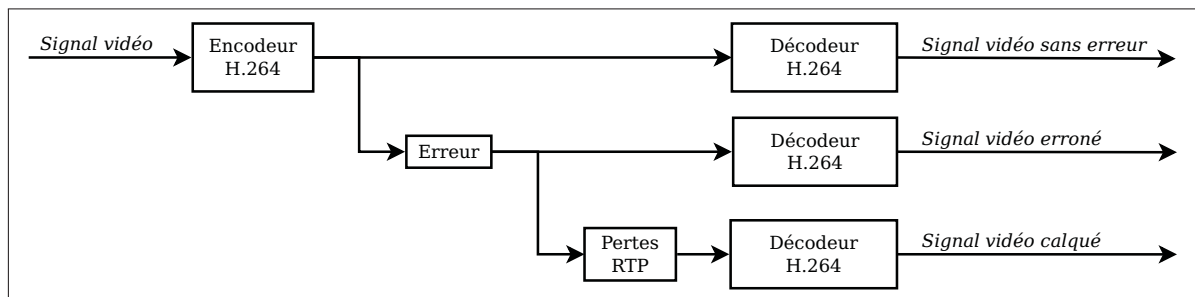 Signal vidéo
Encodeur
H.264
Décodeur
H.264
Signal vidéo sans erreur
Erreur
Décodeur
H.264
Signal vidéo erroné
Pertes
RTP
Décodeur
H.264
Signal vidéo calqué